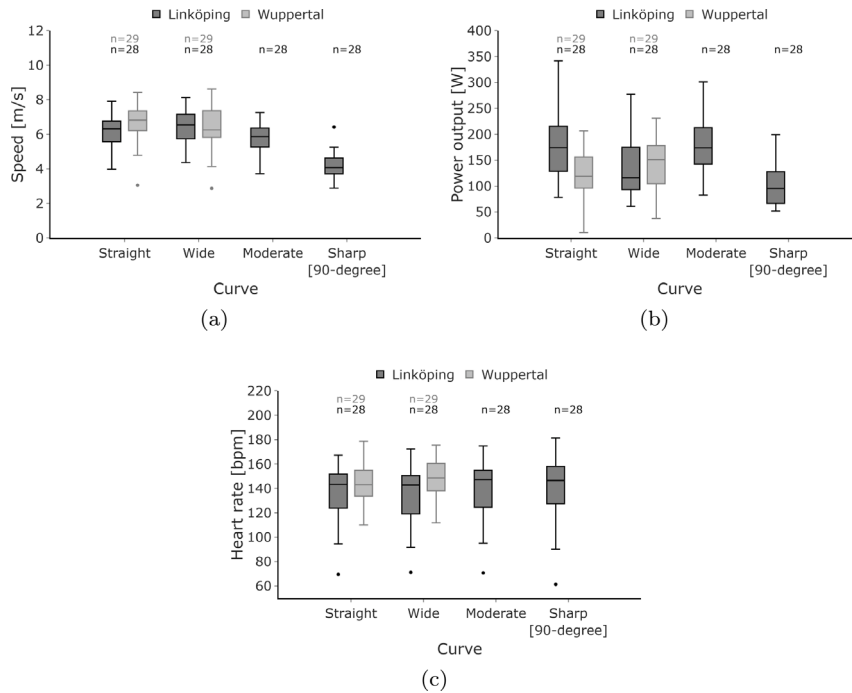 Linköping Wuppertal
12
10
8
6
4
2
0
Speed [m/s]
n=29 n=29
n=28 n=28 n=28 n=28
Straight Wide Moderate Sharp
[90-degree]
Curve
(a)
Linköping Wuppertal
400
350
300
250
200
150
100
50
0
Power output [W]
n=29 n=29
n=28 n=28 n=28 n=28
Straight Wide Moderate Sharp
[90-degree]
Curve
(b)
Linköping Wuppertal
220
200
180
160
140
120
100
80
60
Heart rate [bpm]
n=29 n=29
n=28 n=28 n=28 n=28
Straight Wide Moderate Sharp
[90-degree]
Curve
(c)